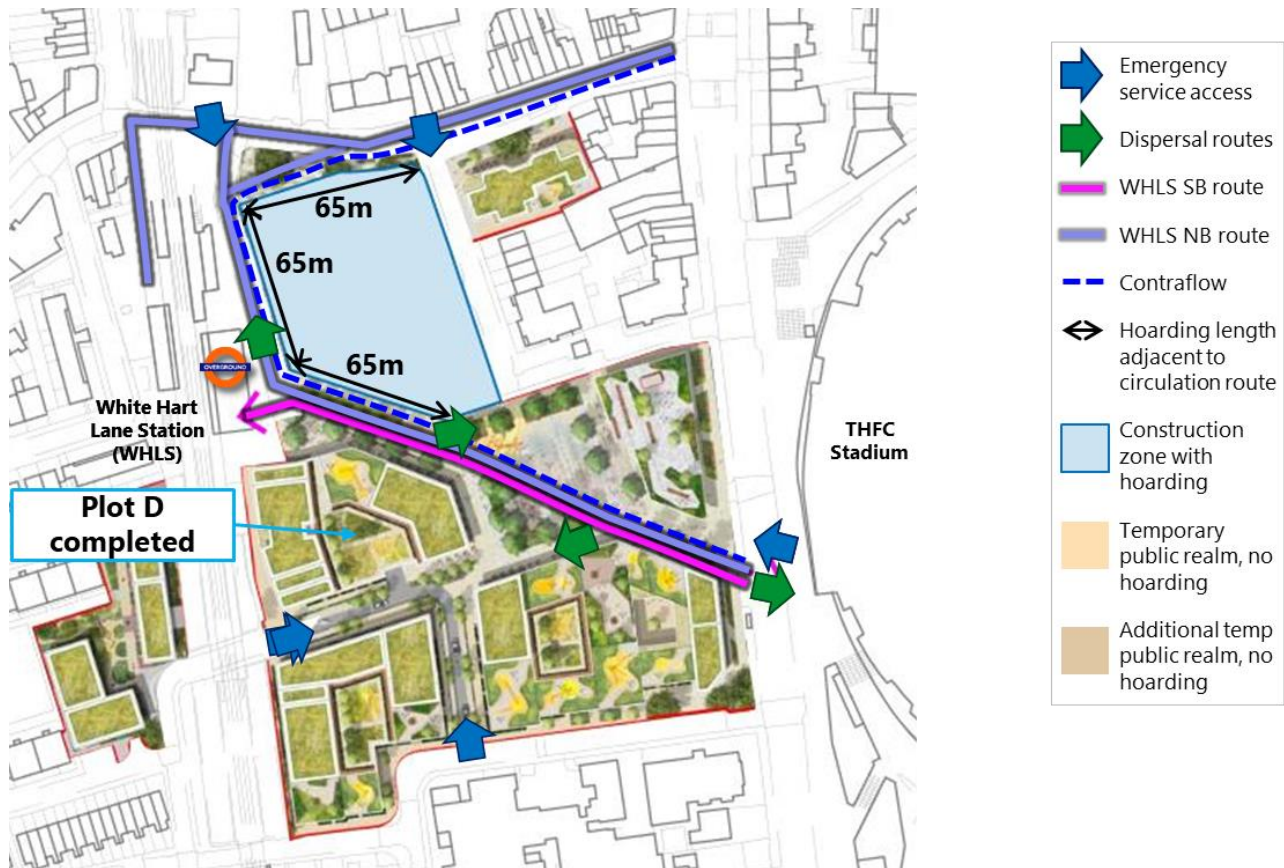 65m
65m
65m
OVERGROUND
White Hart
Lane Station
(WHLS)
THFC
Stadium
Plot D
completed
Emergency
service access
Dispersal routes
WHLS SB route
WHLS NB route
Contraflow
Hoarding length
adjacent to
circulation route
Construction
zone with
hoarding
Temporary
public realm, no
hoarding
Additional temp
public realm, no
hoarding